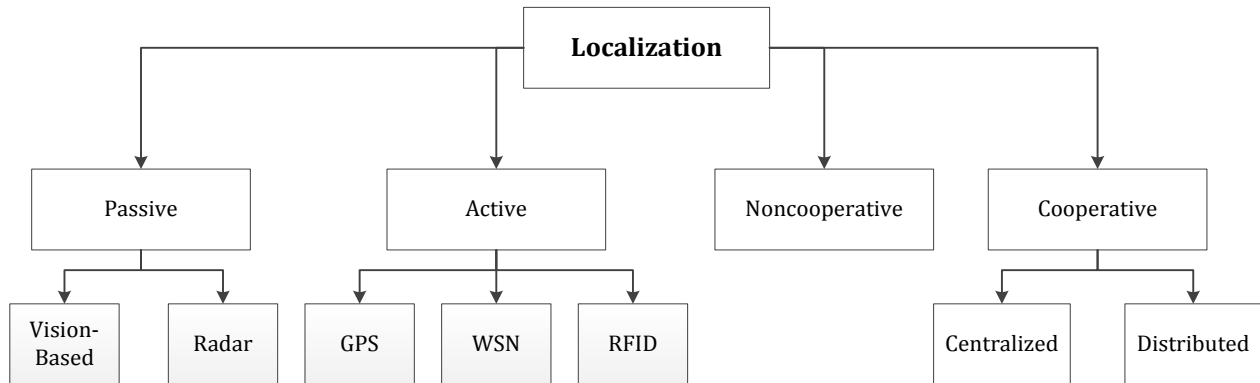 Localization
Passive
Active
Noncooperative
Cooperative
Vision-
Based
Radar
GPS
WSN
RFID
Centralized
Distributed